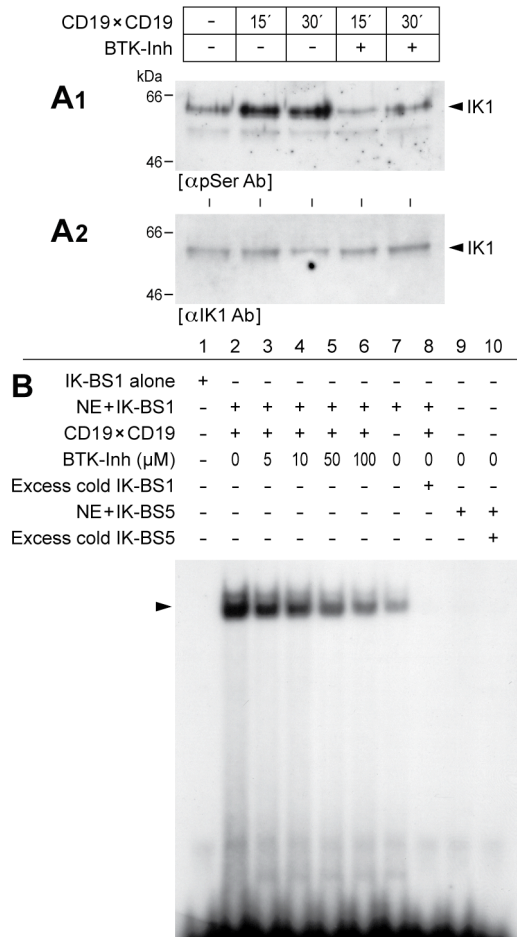 CD19×CD19 – 15´ 30´ 15´ 30´
BTK-Inh – – – + +
kDa
A1
66
IK1
46
[αpSer Ab]
A2
66
IK1
46
[αIK1 Ab]
1 2 3 4 5 6 7 8 9 10
B
IK-BS1 alone + – – – – – – – – –
NE+IK-BS1 – + + + + + + + – –
CD19×CD19 – + + + + + – + – –
BTK-Inh (µM) – 0 5 10 50 100 0 0 0 0
Excess cold IK-BS1 – – – – – – – + – –
NE+IK-BS5 – – – – – – – – + +
Excess cold IK-BS5 – – – – – – – – – +